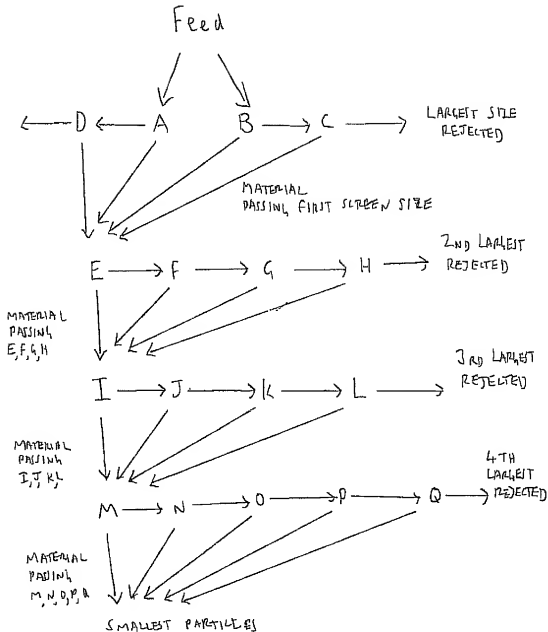 Feed
D A B C LARGEST SIZE
REJECTED
MATERIAL
PASSING FIRST SCREEN SIZE
E F G H 2ND LARGEST
REJECTED
MATERIAL
PASSING
E,F,G,H
I J K L 3RD LARGEST
REJECTED
MATERIAL
PASSING
I,J,K,L
M N O P Q 4TH
LARGEST
REJECTED
MATERIAL
PASSING
M,N,O,P,Q
SMALLEST PARTICLES